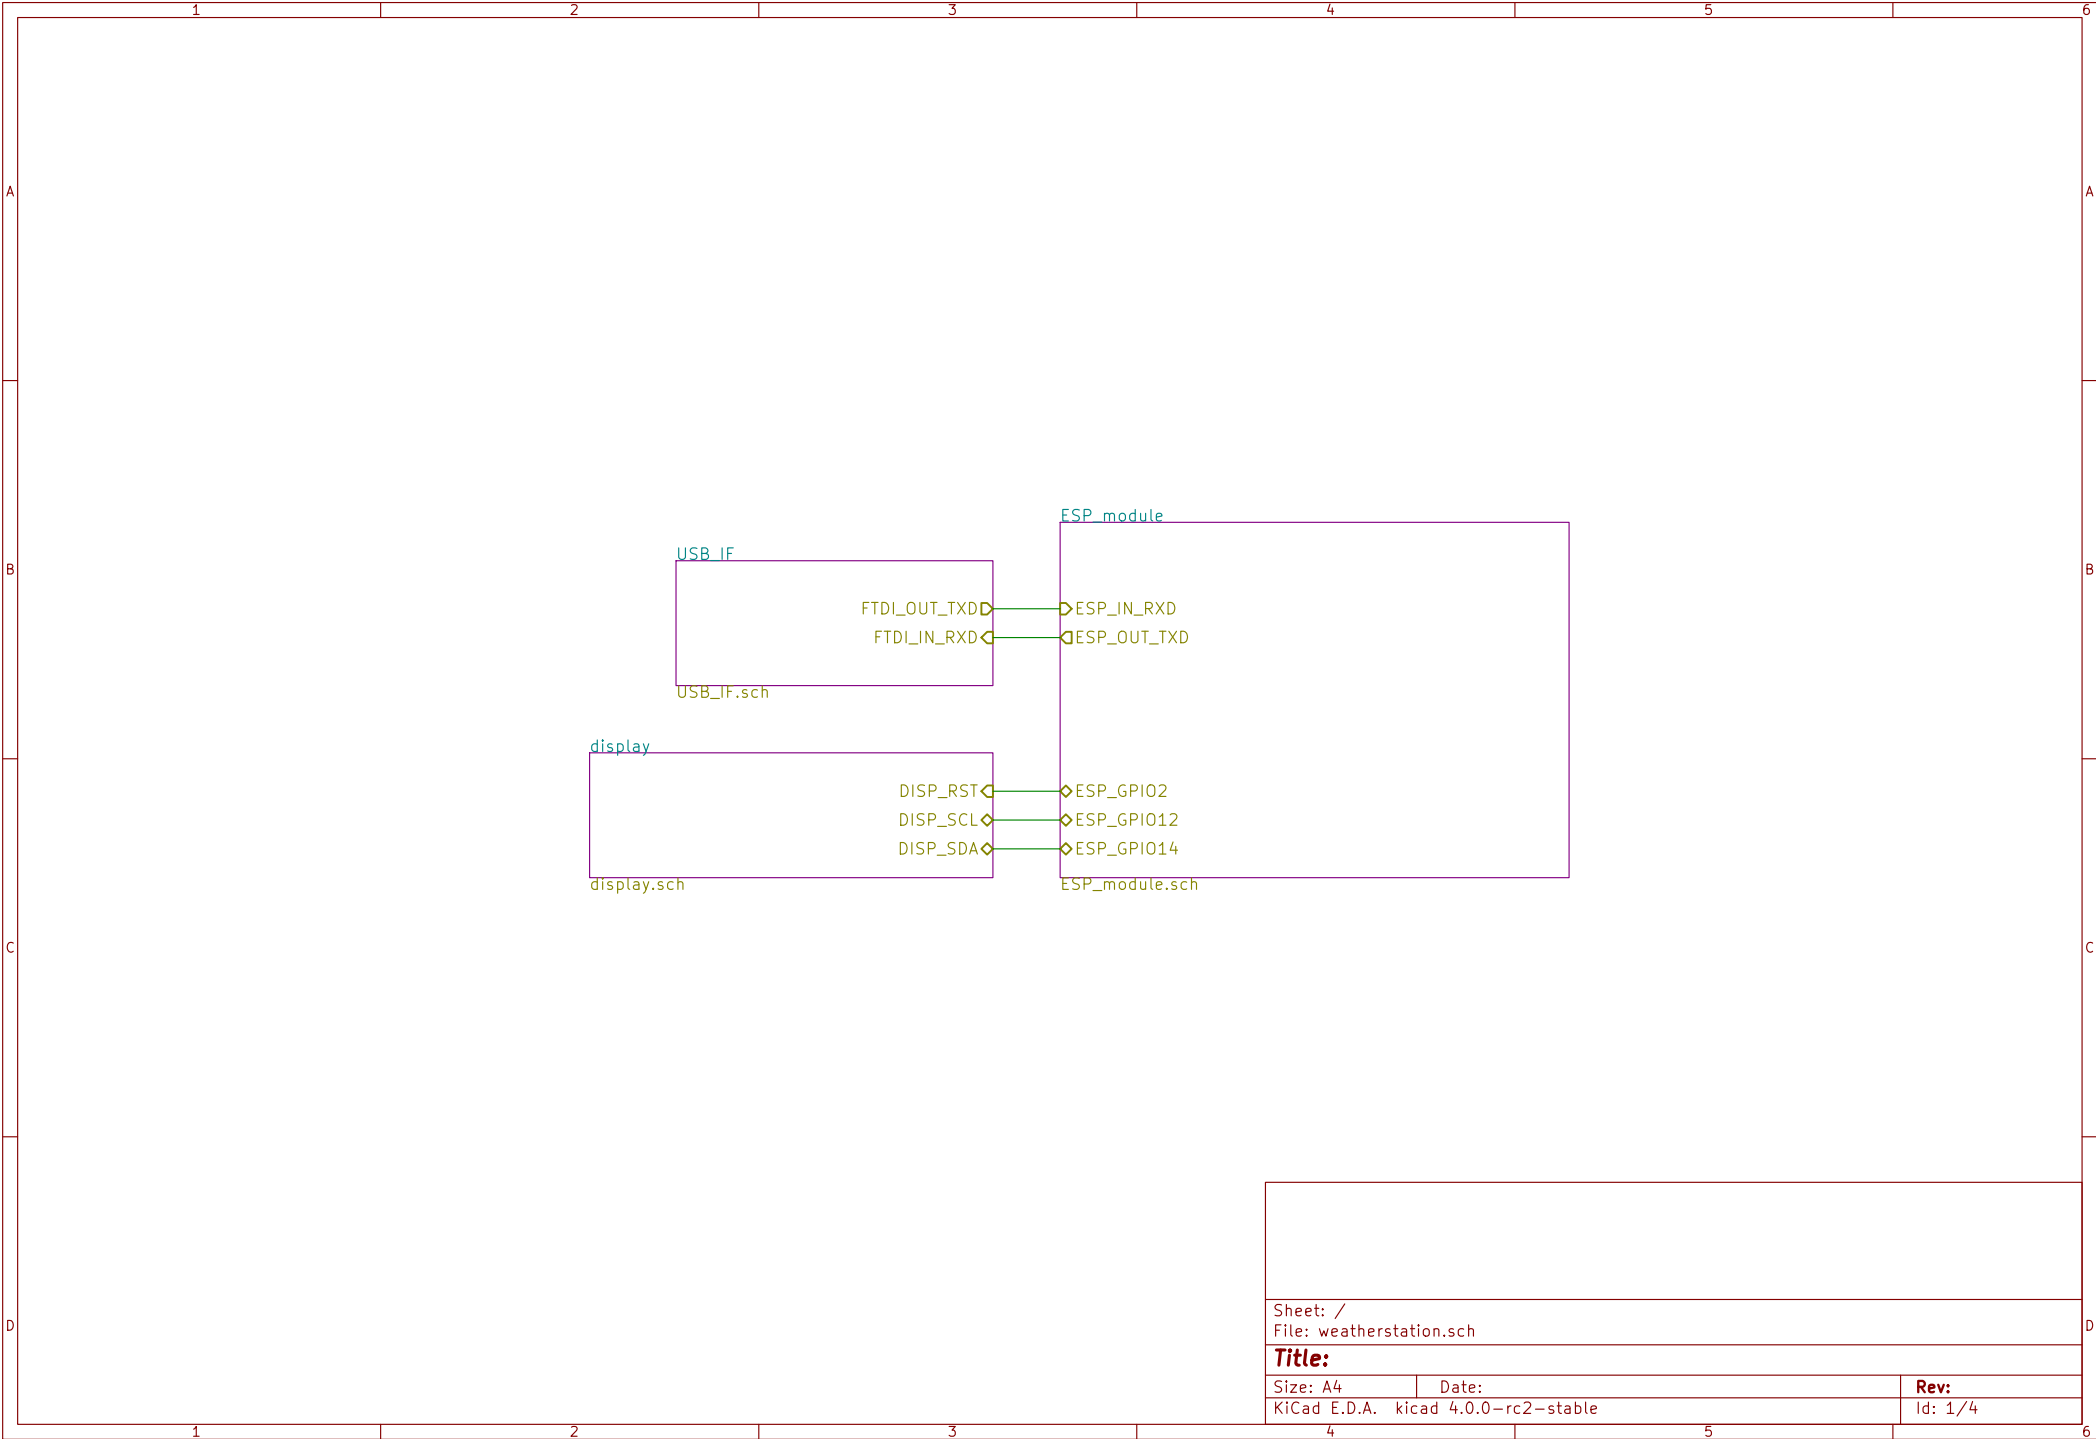 1 2 3 4 5 6
A A
ESP_module
USB_IF
B B
FTDI_OUT_TXD ESP_IN_RXD
FTDI_IN_RXD ESP_OUT_TXD
USB_IF.sch
display
DISP_RST ESP_GPIO2
DISP_SCL ESP_GPIO12
DISP_SDA ESP_GPIO14
display.sch ESP_module.sch
C C
Sheet: /
D D
File: weatherstation.sch
Title:
Size: A4 Date: Rev:
KiCad E.D.A. kicad 4.0.0-rc2-stable Id: 1/4
1 2 3 4 5 6